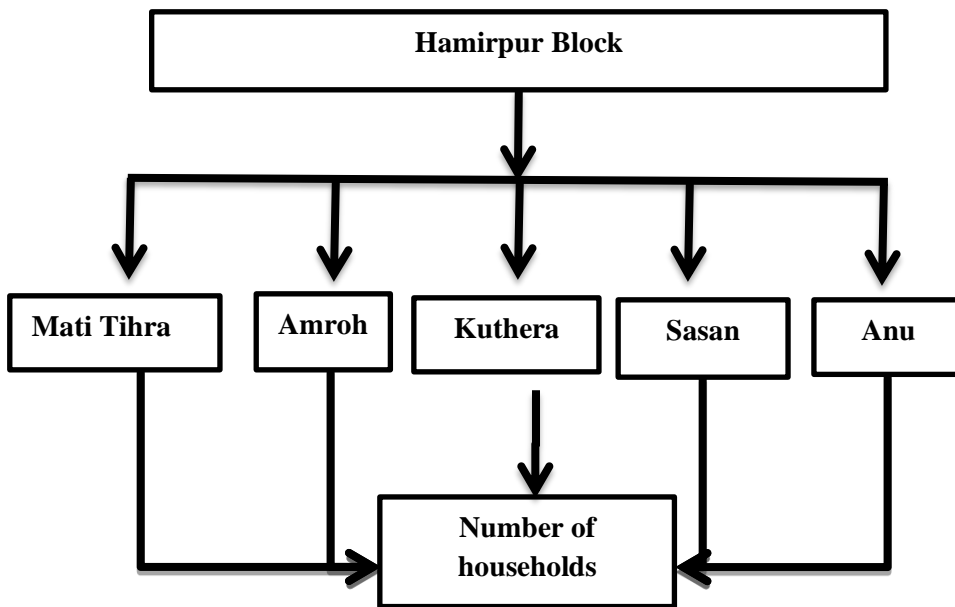 Hamirpur Block
Mati Tihra
Amroh
Kuthera
Sasan
Anu
Number of
households